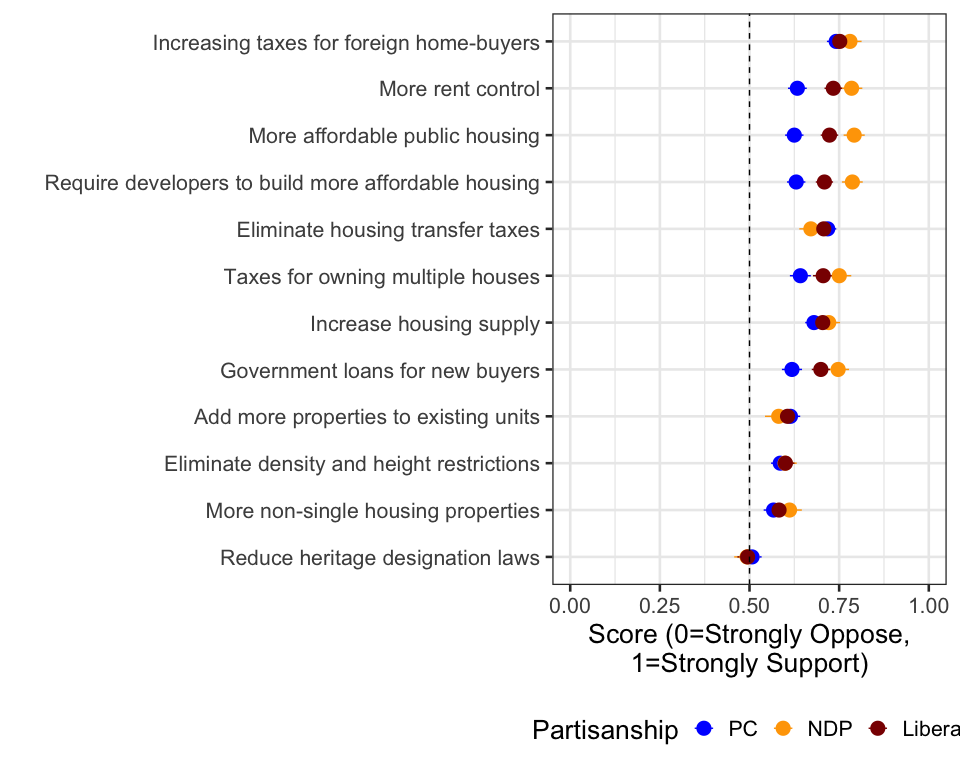 Increasing taxes for foreign home-buyers
More rent control
More affordable public housing
Require developers to build more affordable housing
Eliminate housing transfer taxes
Taxes for owning multiple houses
Increase housing supply
Government loans for new buyers
Add more properties to existing units
Eliminate density and height restrictions
More non-single housing properties
Reduce heritage designation laws
0.00 0.25 0.50 0.75 1.00
Score (0=Strongly Oppose,
1=Strongly Support)
Partisanship PC NDP Libera